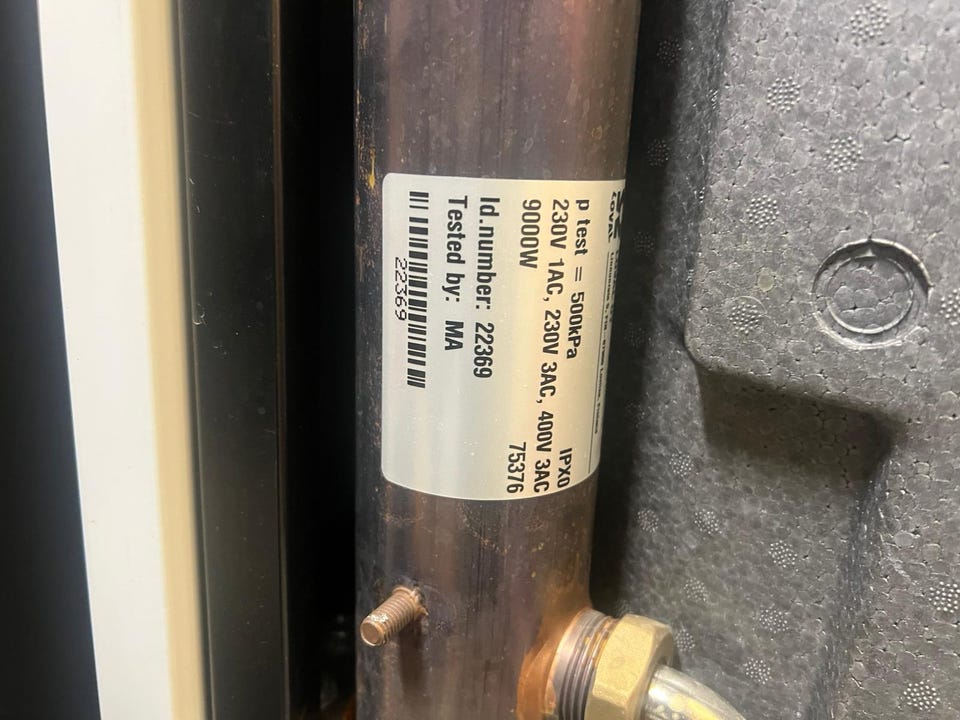 p test = 500kPa
IPX0
230V 1AC, 230V 3AC, 400V 3AC
9000W
75376
Id.number: 22369
Tested by: MA
22369